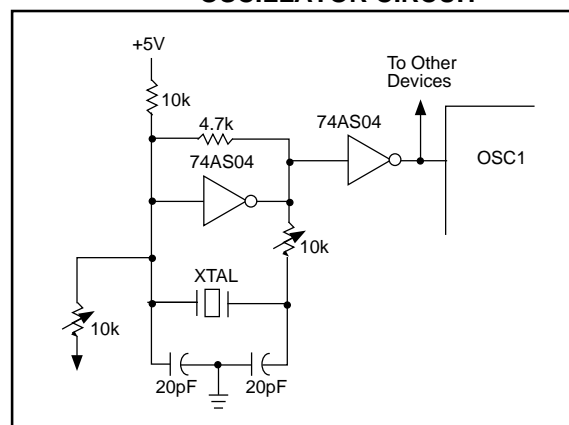 OSCILLATOR CIRCUIT
+5V
To Other
Devices
10k
4.7k
74AS04
74AS04
OSC1
10k
XTAL
10k
20pF
20pF